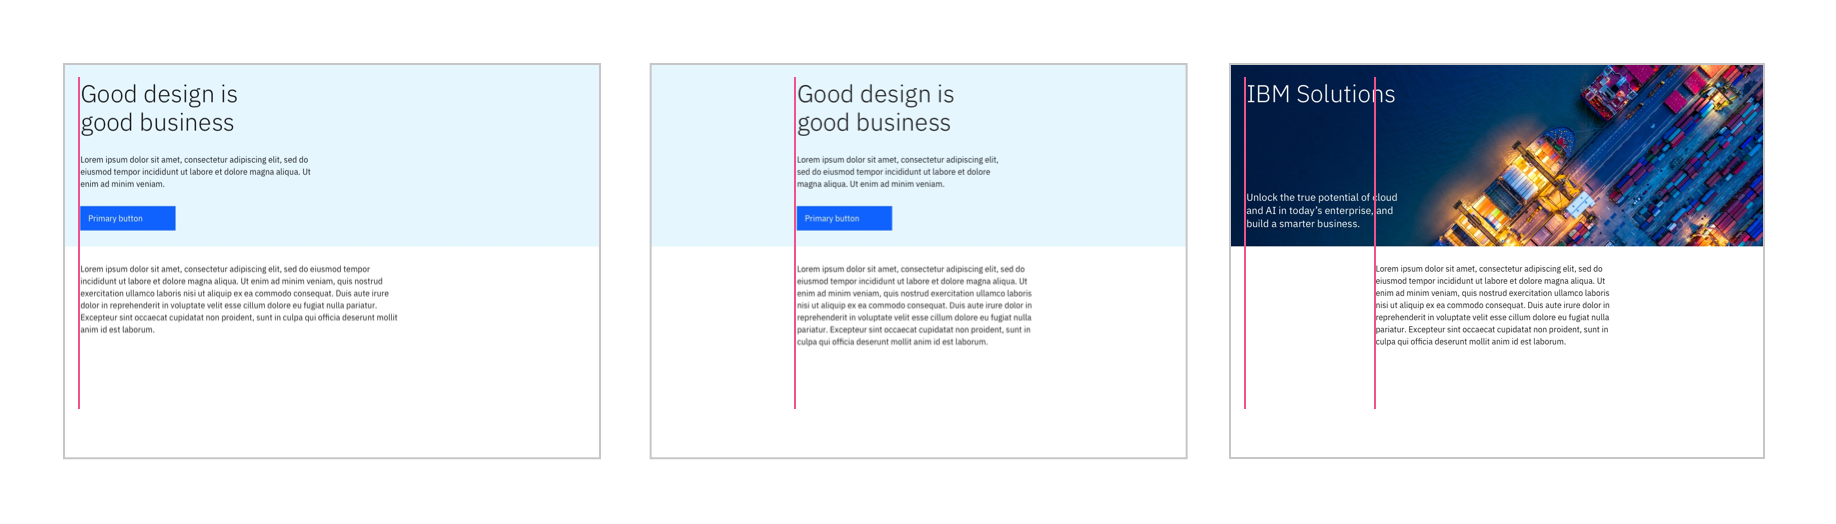 Good design is
good business
Lorem ipsum dolor sit amet, consectetur adipiscing elit, sed do
eiusmod tempor incididunt ut labore et dolore magna aliqua. Ut
enim ad minim veniam.
Primary button
Lorem ipsum dolor sit amet, consectetur adipiscing elit, sed do eiusmod tempor
incididunt ut labore et dolore magna aliqua. Ut enim ad minim veniam, quis nostrud
exercitation ullamco laboris nisi ut aliquip ex ea commodo consequat. Duis aute irure
dolor in reprehenderit in voluptate velit esse cillum dolore eu fugiat nulla pariatur.
Excepteur sint occaecat cupidatat non proident, sunt in culpa qui officia deserunt mollit
anim id est laborum.
Good design is
good business
Lorem ipsum dolor sit amet, consectetur adipiscing elit,
sed do eiusmod tempor incididunt ut labore et dolore
magna aliqua. Ut enim ad minim veniam.
Primary button
Lorem ipsum dolor sit amet, consectetur adipiscing elit, sed do
eiusmod tempor incididunt ut labore et dolore magna aliqua. Ut
enim ad minim veniam, quis nostrud exercitation ullamco laboris
nisi ut aliquip ex ea commodo consequat. Duis aute irure dolor in
reprehenderit in voluptate velit esse cillum dolore eu fugiat nulla
pariatur. Excepteur sint occaecat cupidatat non proident, sunt in
culpa qui officia deserunt mollit anim id est laborum.
IBM Solutions
Unlock the true potential of cloud
and AI in today's enterprise, and
build a smarter business.
Lorem ipsum dolor sit amet, consectetur adipiscing elit, sed do
eiusmod tempor incididunt ut labore et dolore magna aliqua. Ut
enim ad minim veniam, quis nostrud exercitation ullamco laboris
nisi ut aliquip ex ea commodo consequat. Duis aute irure dolor in
reprehenderit in voluptate velit esse cillum dolore eu fugiat nulla
pariatur. Excepteur sint occaecat cupidatat non proident, sunt in
culpa qui officia deserunt mollit anim id est laborum.